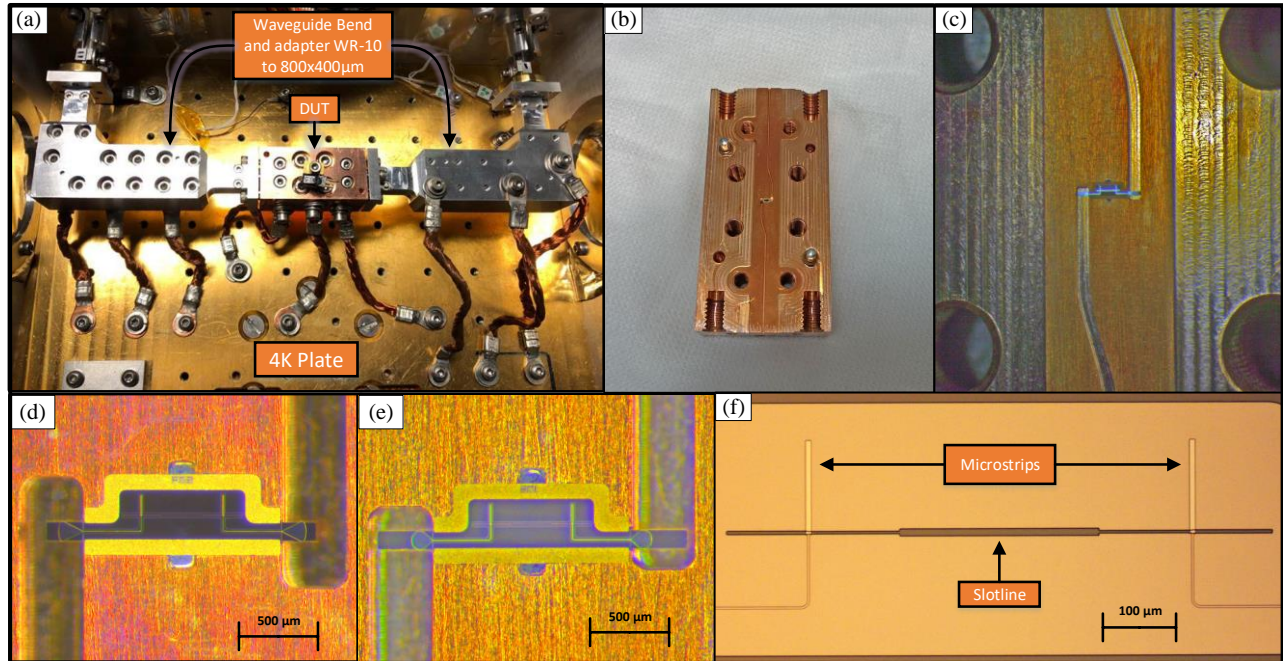 (a)
Waveguide Bend
and adapter WR-10
to 800x400µm
DUT
4K Plate
(b)
(c)
(d)
500 µm
(e)
500 µm
(f)
Microstrips
Slotline
100 µm